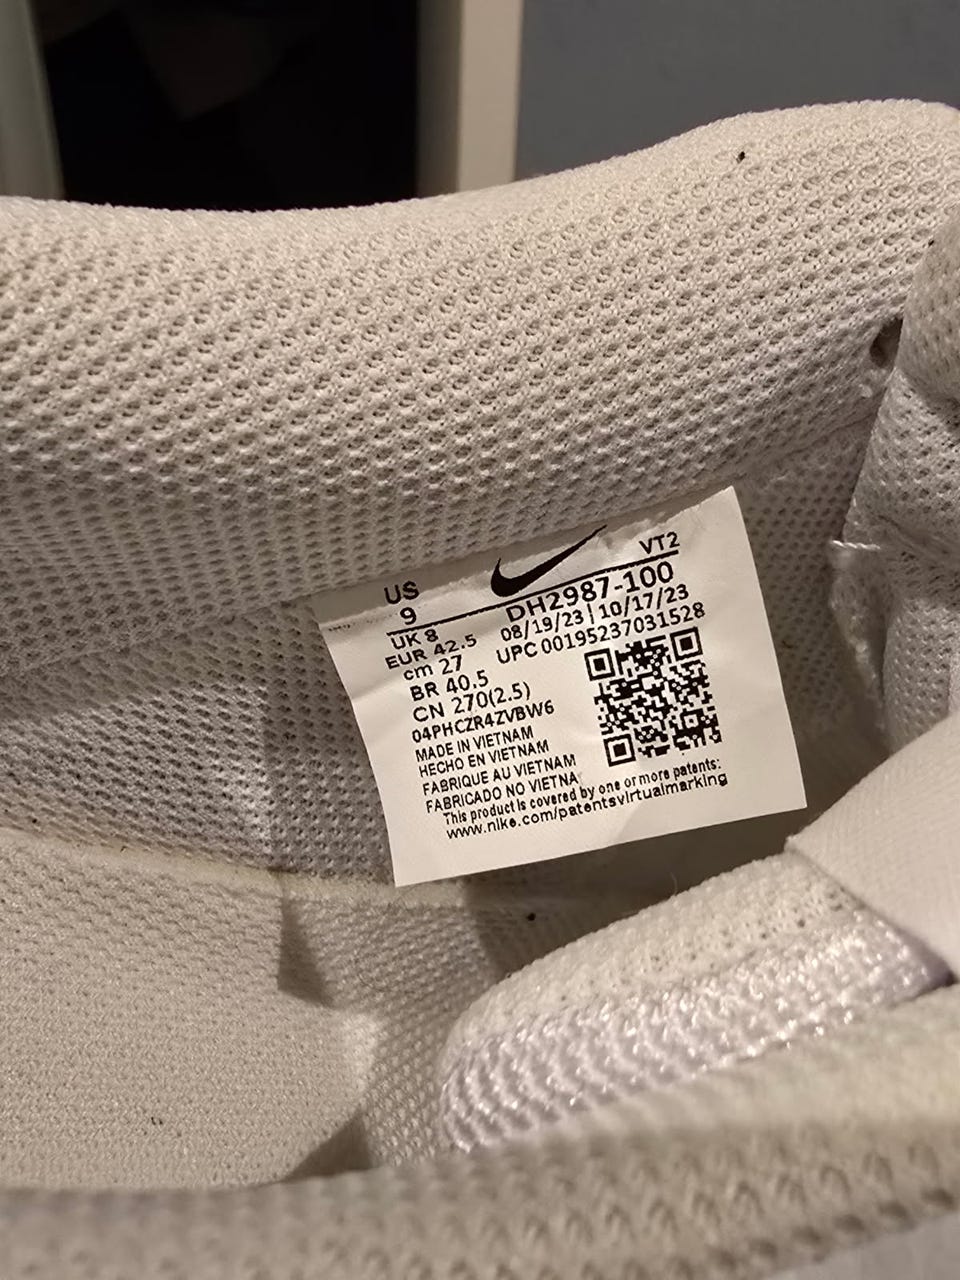 US
9
VT2
DH2987-100
UK 8
08/19/23 | 10/17/23
EUR 42.5
UPC 00195237031528
cm 27
BR 40.5
CN 270(2.5)
04PHCZR4ZVBW6
MADE IN VIETNAM
HECHO EN VIETNAM
FABRIQUE AU VIETNAM
FABRICADO NO VIETNA
This product is covered by one or more patents:
www.nike.com/patentsvirtualmarking